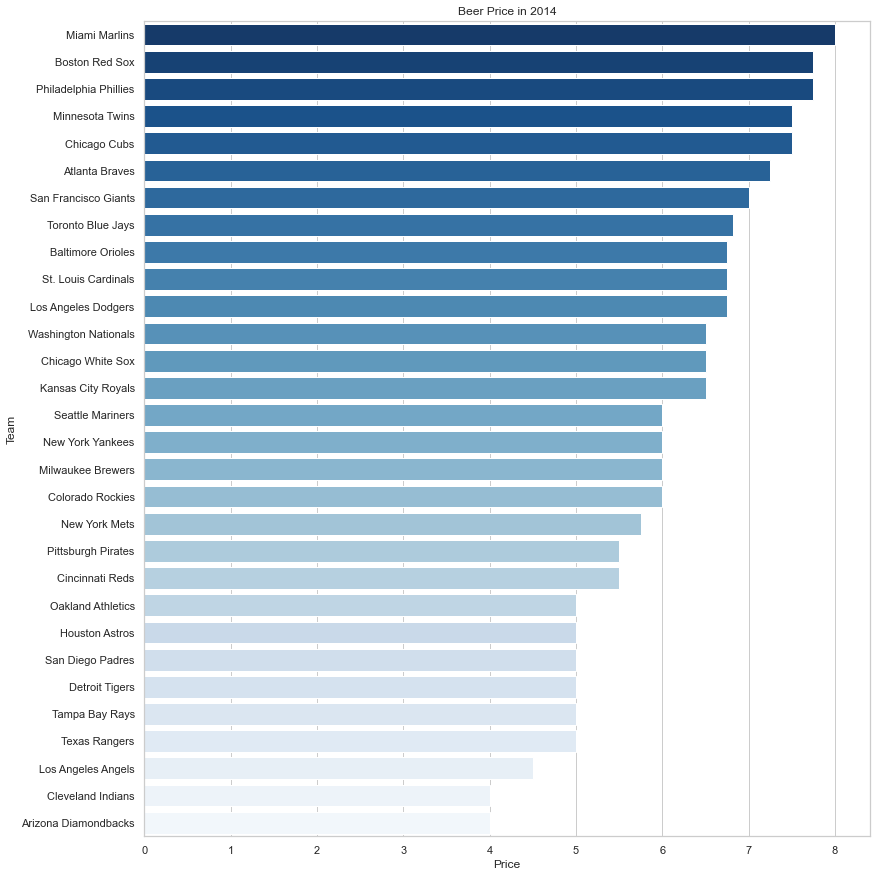 Beer Price in 2014
Miami Marlins
Boston Red Sox
Philadelphia Phillies
Minnesota Twins
Chicago Cubs
Atlanta Braves
San Francisco Giants
Toronto Blue Jays
Baltimore Orioles
St. Louis Cardinals
Los Angeles Dodgers
Washington Nationals
Chicago White Sox
Kansas City Royals
Seattle Mariners
New York Yankees
Milwaukee Brewers
Colorado Rockies
New York Mets
Pittsburgh Pirates
Cincinnati Reds
Oakland Athletics
Houston Astros
San Diego Padres
Detroit Tigers
Tampa Bay Rays
Texas Rangers
Los Angeles Angels
Cleveland Indians
Arizona Diamondbacks
Team
0 1 2 3 4 5 6 7 8
Price